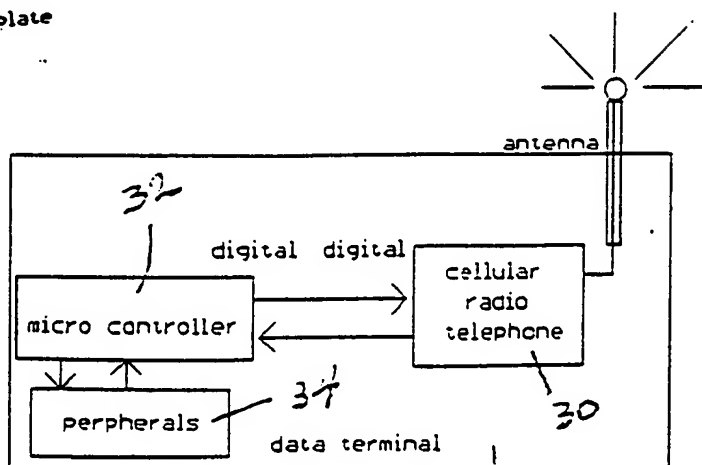 plate
antenna
32
digital digital
cellular
radio
telephone
micro controller
34
30
perpherals
data terminal